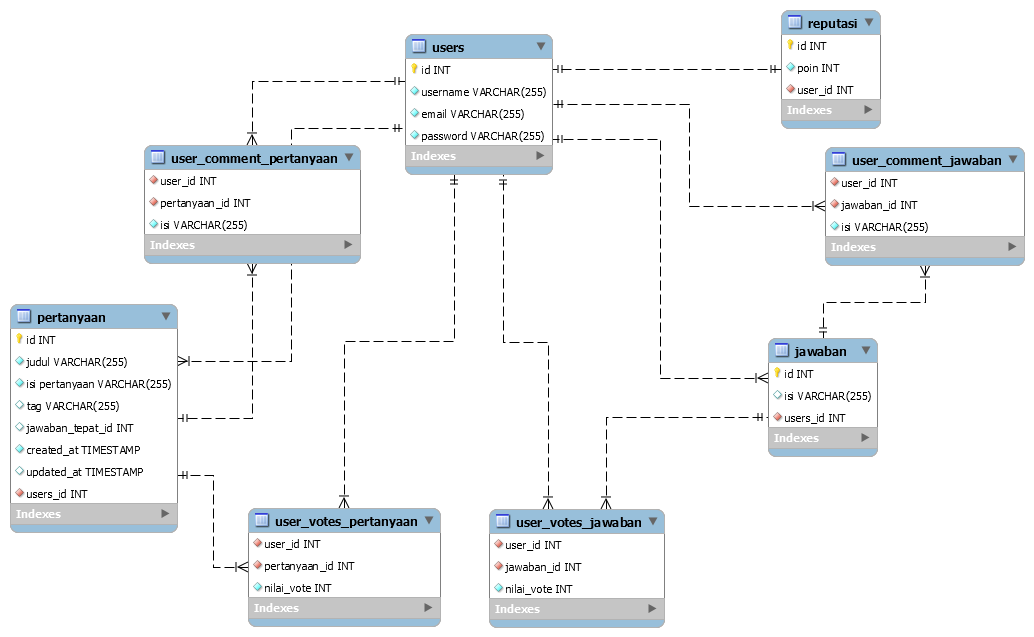 reputasi
id INT
poin INT
user_id INT
Indexes
users
id INT
username VARCHAR(255)
email VARCHAR(255)
password VARCHAR(255)
Indexes
user_comment_pertanyaan
user_id INT
pertanyaan_id INT
isi VARCHAR(255)
Indexes
user_comment_jawaban
user_id INT
jawaban_id INT
isi VARCHAR(255)
Indexes
pertanyaan
id INT
judul VARCHAR(255)
isi pertanyaan VARCHAR(255)
tag VARCHAR(255)
jawaban_tepat_id INT
created_at TIMESTAMP
updated_at TIMESTAMP
users_id INT
Indexes
jawaban
id INT
isi VARCHAR(255)
users_id INT
Indexes
user_votes_pertanyaan
user_id INT
pertanyaan_id INT
nilai_vote INT
Indexes
user_votes_jawaban
user_id INT
jawaban_id INT
nilai_vote INT
Indexes